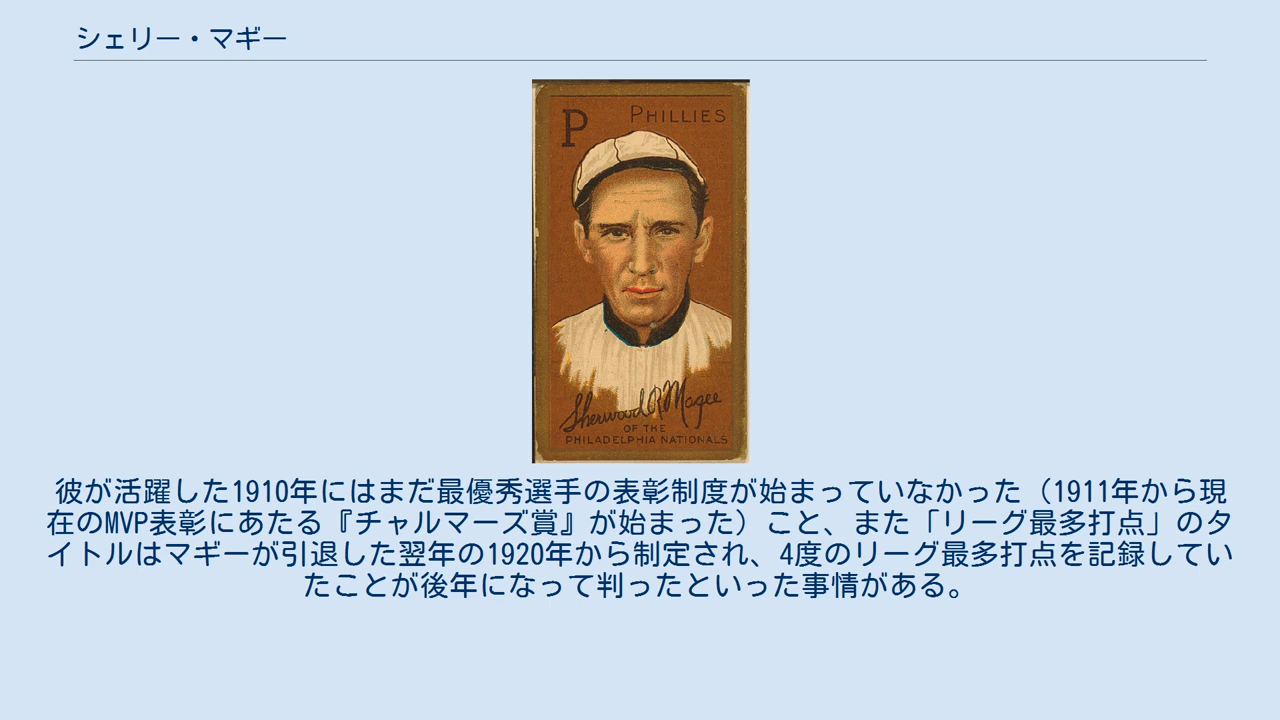 シェリー・マギー
P
PHILLIES
Sherwood R Magee
OF THE
PHILADELPHIA NATIONALS
彼が活躍した1910年にはまだ最優秀選手の表彰制度が始まっていなかった（1911年から現
在のMVP表彰にあたる『チャルマーズ賞』が始まった）こと、また「リーグ最多打点」のタ
イトルはマギーが引退した翌年の1920年から制定され、4度のリーグ最多打点を記録してい
たことが後年になって判ったといった事情がある。